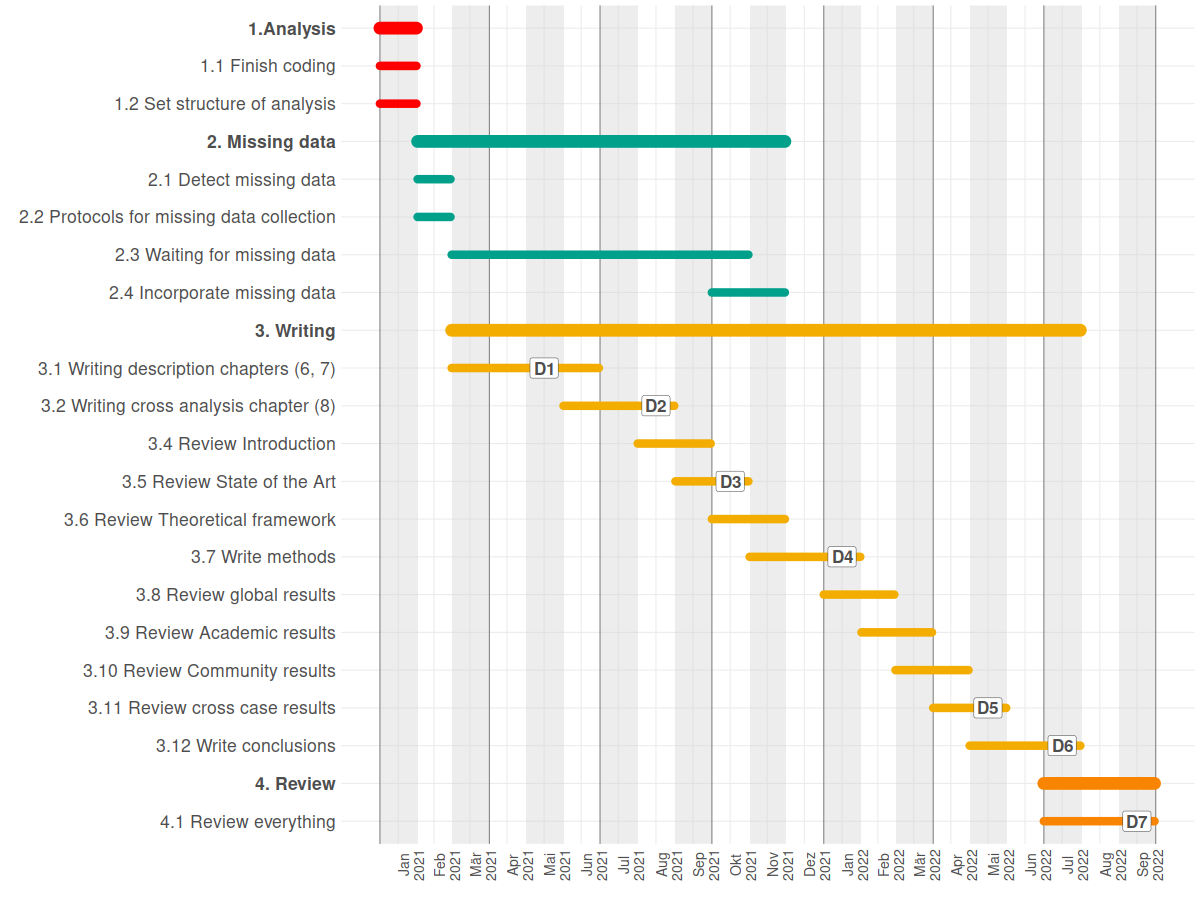 1.Analysis
1.1 Finish coding
1.2 Set structure of analysis
2. Missing data
2.1 Detect missing data
2.2 Protocols for missing data collection
2.3 Waiting for missing data
2.4 Incorporate missing data
3. Writing
3.1 Writing description chapters (6, 7) D1
3.2 Writing cross analysis chapter (8) D2
3.4 Review Introduction
3.5 Review State of the Art D3
3.6 Review Theoretical framework
3.7 Write methods D4
3.8 Review global results
3.9 Review Academic results
3.10 Review Community results
3.11 Review cross case results D5
3.12 Write conclusions D6
4. Review
4.1 Review everything D7
Jan
2021
Feb
2021
Mär
2021
Apr
2021
Mai
2021
Jun
2021
Jul
2021
Aug
2021
Sep
2021
Okt
2021
Nov
2021
Dez
2021
Jan
2022
Feb
2022
Mär
2022
Apr
2022
Mai
2022
Jun
2022
Jul
2022
Aug
2022
Sep
2022